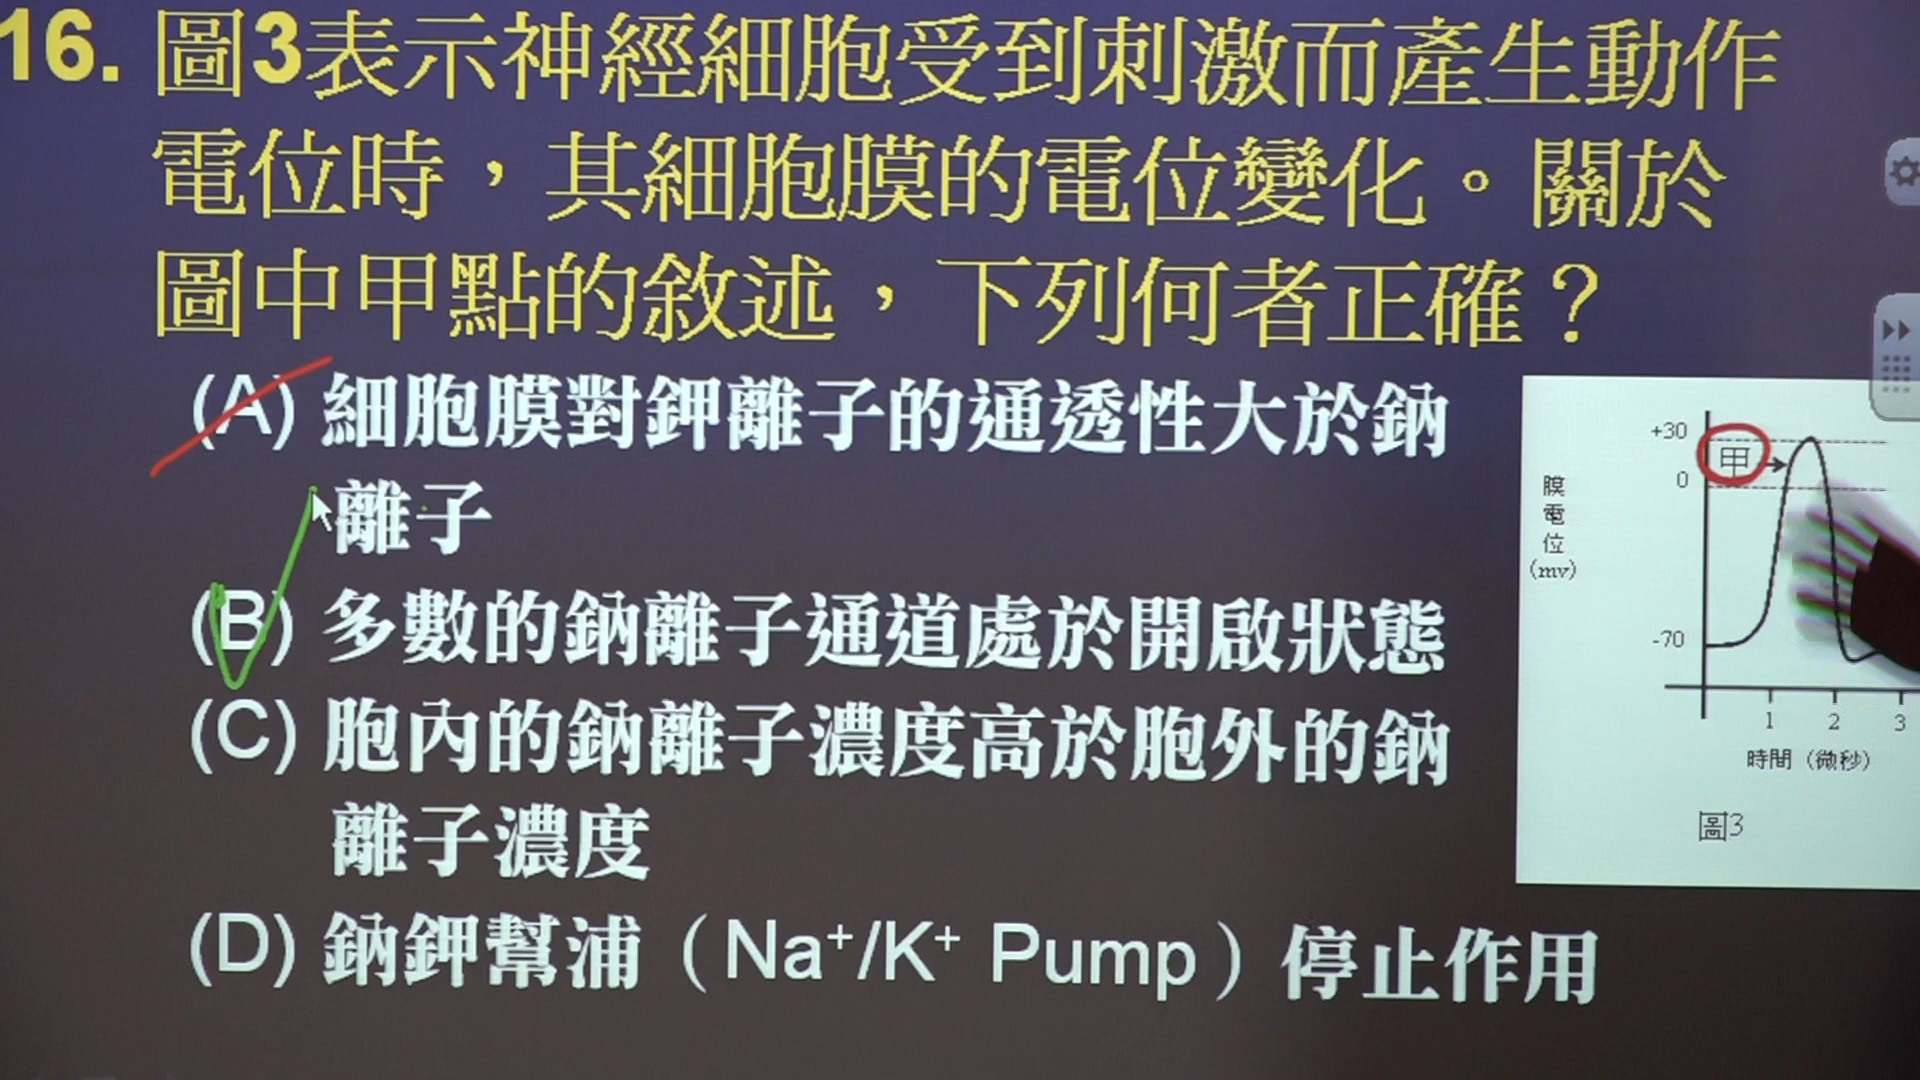 16. 圖3表示神經細胞受到刺激而產生動作
電位時，其細胞膜的電位變化。關於
圖中甲點的敘述，下列何者正確？
(A) 細胞膜對鉀離子的通透性大於鈉
離子
(B) 多數的鈉離子通道處於開啟狀態
(C) 胞內的鈉離子濃度高於胞外的鈉
離子濃度
(D) 鈉鉀幫浦（Na⁺/K⁺ Pump）停止作用
+30
甲
0
膜電位(mv)
-70
1 2 3
時間（微秒）
圖3